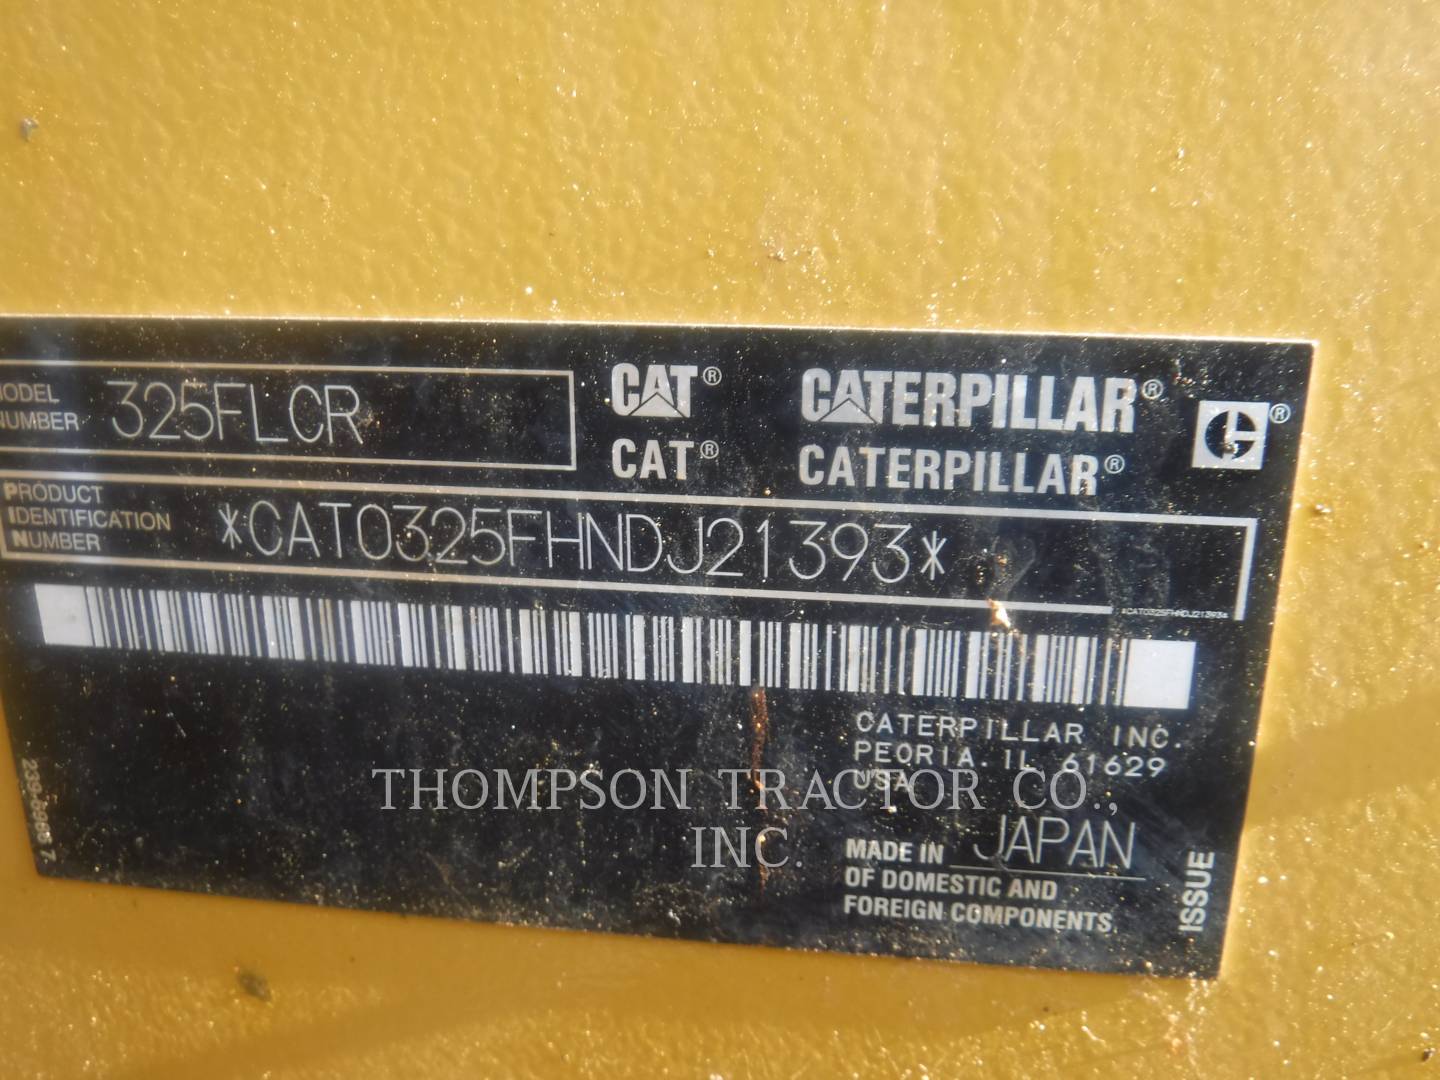 MODEL NUMBER 325FLCR
CAT® CATERPILLAR® ®
CAT® CATERPILLAR®
PRODUCT IDENTIFICATION NUMBER *CAT0325FHNDJ21393*
*CAT0325FHNDJ21393*
CATERPILLAR INC.
PEORIA. IL 61629
USA
THOMPSON TRACTOR CO.,
INC.
MADE IN JAPAN
OF DOMESTIC AND
FOREIGN COMPONENTS
ISSUE